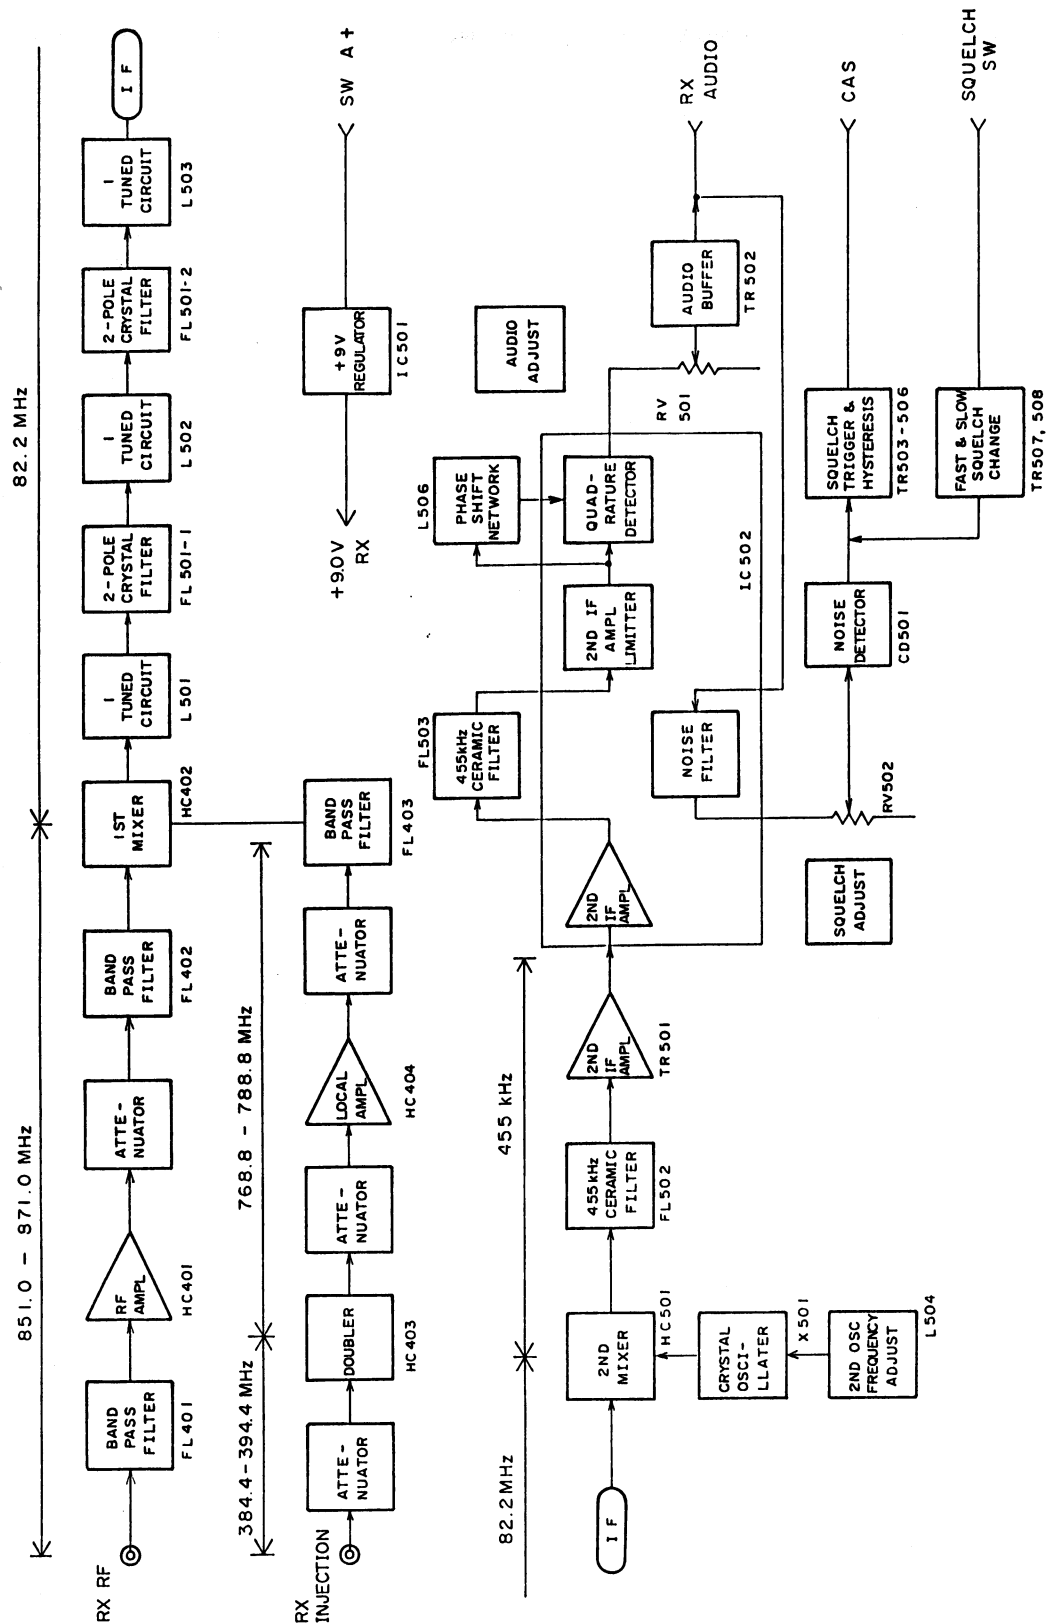 851.0 – 871.0 MHz
82.2 MHz
RX RF
BAND
PASS
FILTER
FL401
RF
AMPL
HC401
ATTE-
NUATOR
BAND
PASS
FILTER
FL402
1ST
MIXER
HC402
1
TUNED
CIRCUIT
L501
2-POLE
CRYSTAL
FILTER
FL501-1
1
TUNED
CIRCUIT
L502
2-POLE
CRYSTAL
FILTER
FL501-2
1
TUNED
CIRCUIT
L503
IF
384.4-394.4 MHz
768.8 - 788.8 MHz
RX
INJECTION
ATTE-
NUATOR
DOUBLER
HC403
ATTE-
NUATOR
LOCAL
AMPL
HC404
ATTE-
NUATOR
BAND
PASS
FILTER
FL403
+9.0V
RX
+9V
REGULATOR
IC501
SW A+
82.2MHz
455 kHz
IF
2ND
MIXER
HC501
CRYSTAL
OSCI-
LLATER
X501
2ND OSC
FREQUENCY
ADJUST
L504
455kHz
CERAMIC
FILTER
FL502
2ND
IF
AMPL
TR501
2ND
IF
AMPL
FL503
455kHz
CERAMIC
FILTER
2ND IF
AMPL
LIMITTER
L506
PHASE
SHIFT
NETWORK
QUAD-
RATURE
DETECTOR
IC502
NOISE
FILTER
AUDIO
ADJUST
RV
501
AUDIO
BUFFER
TR502
RX
AUDIO
SQUELCH
ADJUST
RV502
NOISE
DETECTOR
CD501
SQUELCH
TRIGGER &
HYSTERESIS
TR503-506
CAS
FAST & SLOW
SQUELCH
CHANGE
TR507, 508
SQUELCH
SW